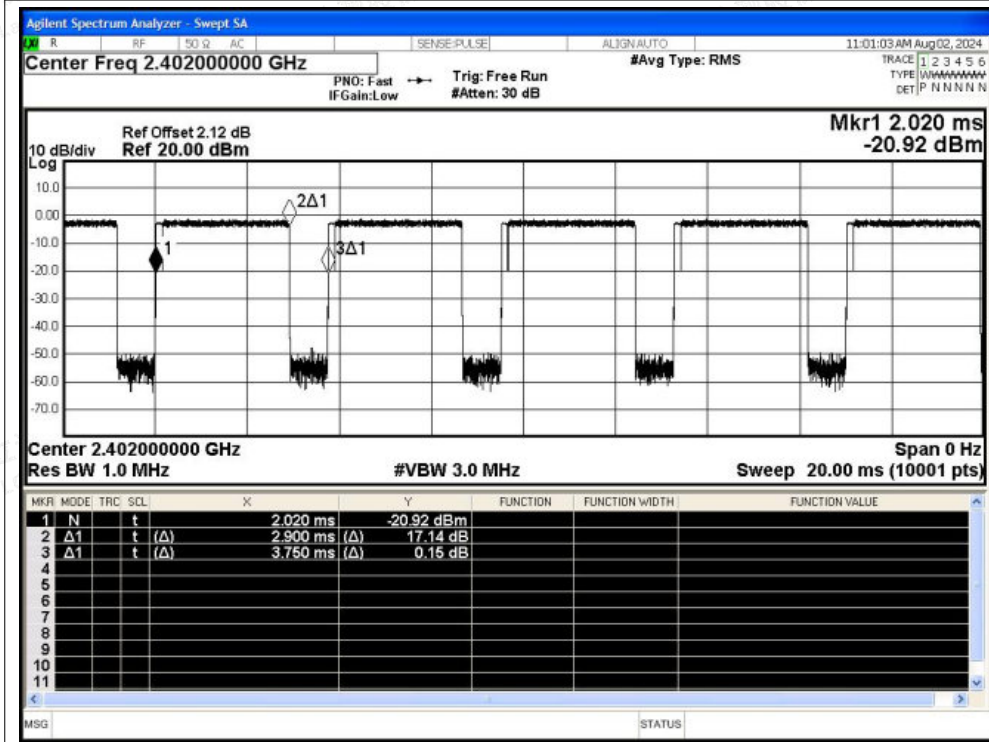 Agilent Spectrum Analyzer - Swept SA
LXI R RF 50 Ω AC SENSE:PULSE ALIGNAUTO 11:01:03 AM Aug 02, 2024
Center Freq 2.402000000 GHz #Avg Type: RMS TRACE 1 2 3 4 5 6
PNO: Fast Trig: Free Run TYPE
IFGain:Low #Atten: 30 dB DET P N N N N N
Mkr1 2.020 ms
Ref Offset 2.12 dB
10 dB/div Ref 20.00 dBm -20.92 dBm
Log
10.0
0.00
-10.0
-20.0
-30.0
-40.0
-50.0
-60.0
-70.0
2Δ1
1
3Δ1
Center 2.402000000 GHz Span 0 Hz
Res BW 1.0 MHz #VBW 3.0 MHz Sweep 20.00 ms (10001 pts)
MKR MODE TRC SCL X Y FUNCTION FUNCTION WIDTH FUNCTION VALUE
1 N t 2.020 ms -20.92 dBm
2 Δ1 t (Δ) 2.900 ms (Δ) 17.14 dB
3 Δ1 t (Δ) 3.750 ms (Δ) 0.15 dB
4
5
6
7
8
9
10
11
MSG STATUS